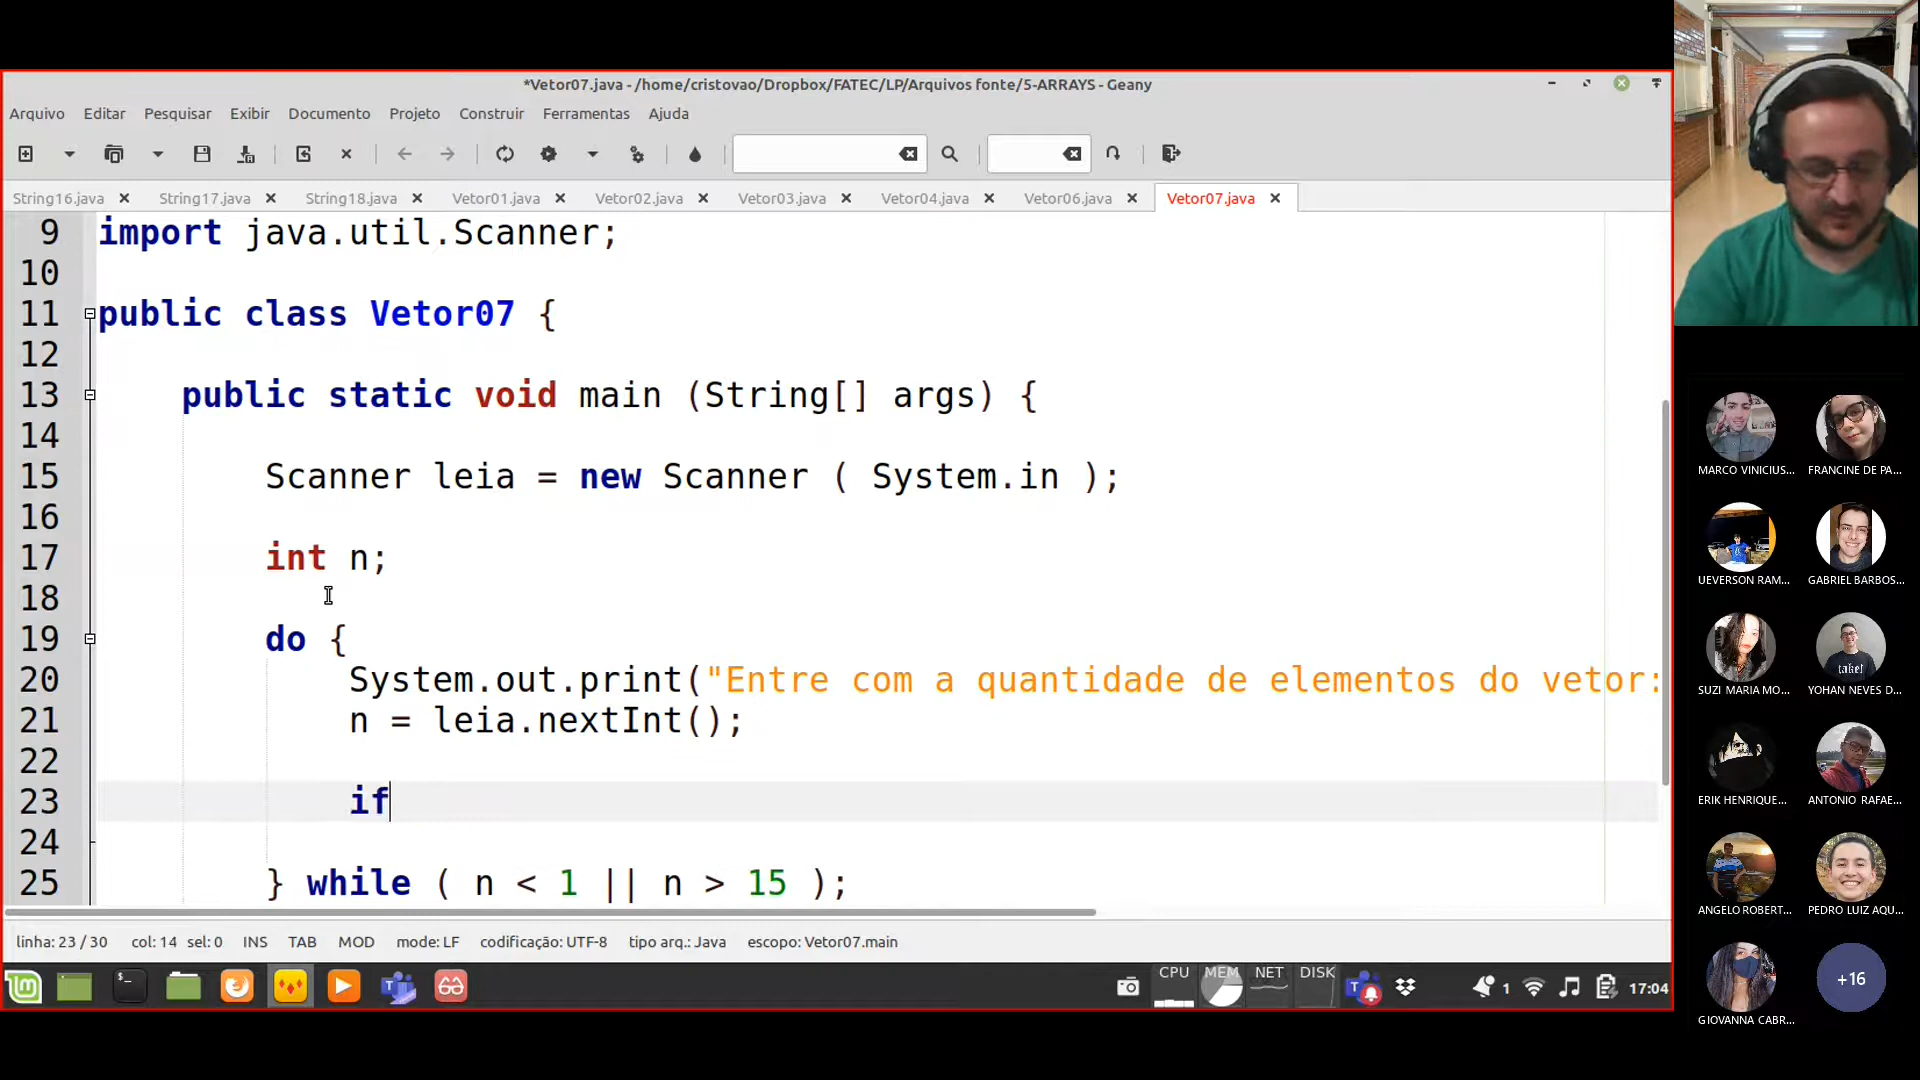 *Vetor07.java - /home/cristovao/Dropbox/FATEC/LP/Arquivos fonte/5-ARRAYS - Geany
Arquivo Editar Pesquisar Exibir Documento Projeto Construir Ferramentas Ajuda
String16.java String17.java String18.java Vetor01.java Vetor02.java Vetor03.java Vetor04.java Vetor06.java Vetor07.java
9 import java.util.Scanner;
10
11 public class Vetor07 {
12
13 public static void main (String[] args) {
14
15 Scanner leia = new Scanner ( System.in );
16
17 int n;
18
19 do {
20 System.out.print("Entre com a quantidade de elementos do vetor:
21 n = leia.nextInt();
22
23 if
24
25 } while ( n < 1 || n > 15 );
linha: 23 / 30 col: 14 sel: 0 INS TAB MOD mode: LF codificação: UTF-8 tipo arq.: Java escopo: Vetor07.main
CPU MEM NET DISK 1 17:04
MARCO VINICIUS... FRANCINE DE PA...
UEVERSON RAM... GABRIEL BARBOS...
SUZI MARIA MO... YOHAN NEVES D...
ERIK HENRIQUE... ANTONIO RAFAE...
ANGELO ROBERT... PEDRO LUIZ AQU...
GIOVANNA CABR... +16